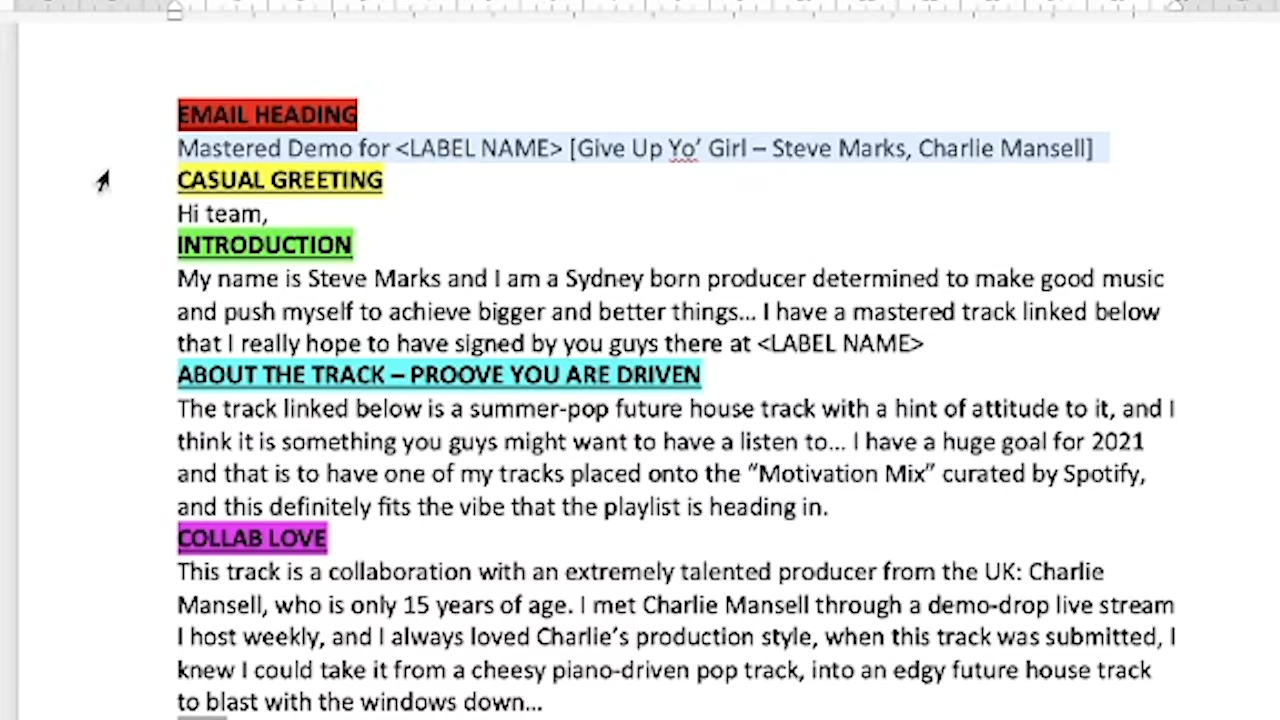 EMAIL HEADING
Mastered Demo for <LABEL NAME> [Give Up Yo’ Girl – Steve Marks, Charlie Mansell]
CASUAL GREETING
Hi team,
INTRODUCTION
My name is Steve Marks and I am a Sydney born producer determined to make good music
and push myself to achieve bigger and better things... I have a mastered track linked below
that I really hope to have signed by you guys there at <LABEL NAME>
ABOUT THE TRACK – PROOVE YOU ARE DRIVEN
The track linked below is a summer-pop future house track with a hint of attitude to it, and I
think it is something you guys might want to have a listen to... I have a huge goal for 2021
and that is to have one of my tracks placed onto the “Motivation Mix” curated by Spotify,
and this definitely fits the vibe that the playlist is heading in.
COLLAB LOVE
This track is a collaboration with an extremely talented producer from the UK: Charlie
Mansell, who is only 15 years of age. I met Charlie Mansell through a demo-drop live stream
I host weekly, and I always loved Charlie’s production style, when this track was submitted, I
knew I could take it from a cheesy piano-driven pop track, into an edgy future house track
to blast with the windows down...